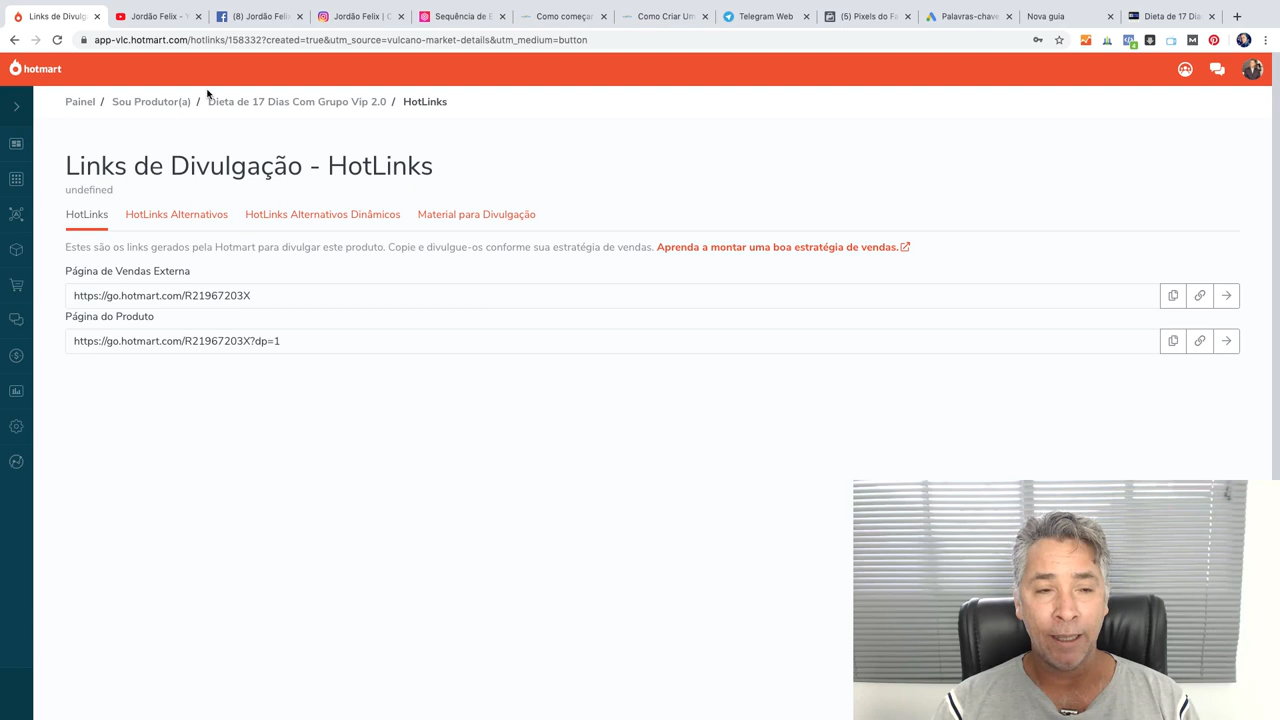 Links de Divulgaç
Jordão Felix - Y
(8) Jordão Felix
Jordão Felix | C
Sequência de E
Como começar
Como Criar Um
Telegram Web
(5) Pixels do Fa
Palavras-chave
Nova guia
Dieta de 17 Dia
app-vlc.hotmart.com/hotlinks/158332?created=true&utm_source=vulcano-market-details&utm_medium=button
hotmart
Painel / Sou Produtor(a) / Dieta de 17 Dias Com Grupo Vip 2.0 / HotLinks
Links de Divulgação - HotLinks
undefined
HotLinks HotLinks Alternativos HotLinks Alternativos Dinâmicos Material para Divulgação
Estes são os links gerados pela Hotmart para divulgar este produto. Copie e divulgue-os conforme sua estratégia de vendas. Aprenda a montar uma boa estratégia de vendas.
Página de Vendas Externa
https://go.hotmart.com/R21967203X
Página do Produto
https://go.hotmart.com/R21967203X?dp=1